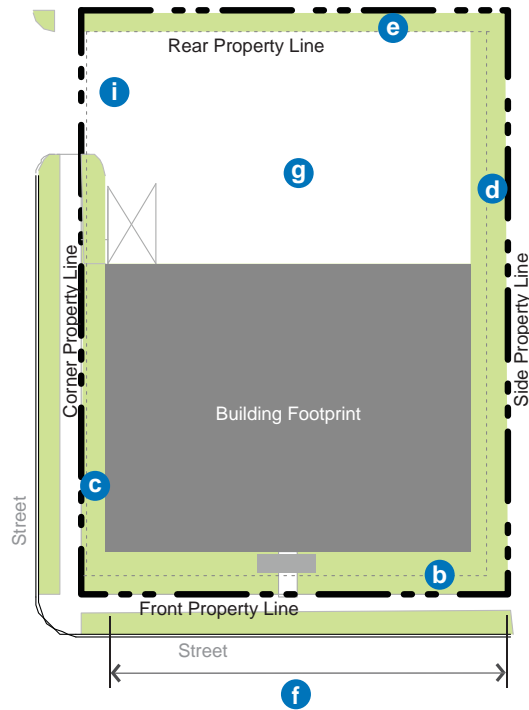 e
Rear Property Line
i
g
d
Corner Property Line
Side Property Line
Building Footprint
c
Street
b
Front Property Line
Street
f